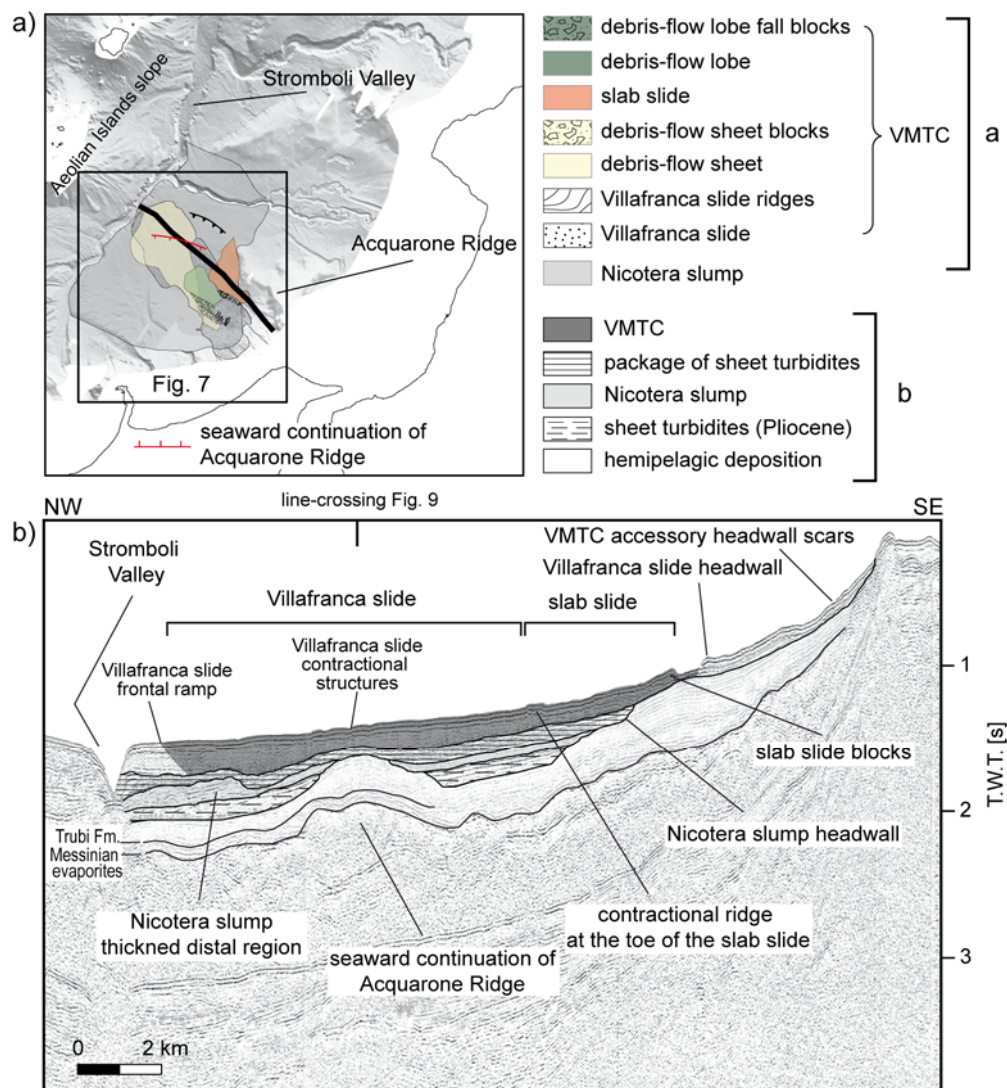 a)
Stromboli Valley
Aeolian Islands slope
Acquarone Ridge
Fig. 7
seaward continuation of
Acquarone Ridge
debris-flow lobe fall blocks
debris-flow lobe
slab slide
debris-flow sheet blocks
debris-flow sheet
Villafranca slide ridges
Villafranca slide
Nicotera slump
VMTC
a
VMTC
package of sheet turbidites
Nicotera slump
sheet turbidites (Pliocene)
hemipelagic deposition
b
NW
line-crossing Fig. 9
SE
b)
Stromboli
Valley
VMTC accessory headwall scars
Villafranca slide headwall
Villafranca slide
slab slide
Villafranca slide
frontal ramp
Villafranca slide
contractional
structures
1
slab slide blocks
T.W.T. [s]
2
Trubi Fm.
Messinian
evaporites
Nicotera slump headwall
Nicotera slump
thickned distal region
seaward continuation of
Acquarone Ridge
contractional ridge
at the toe of the slab slide
3
0 2 km